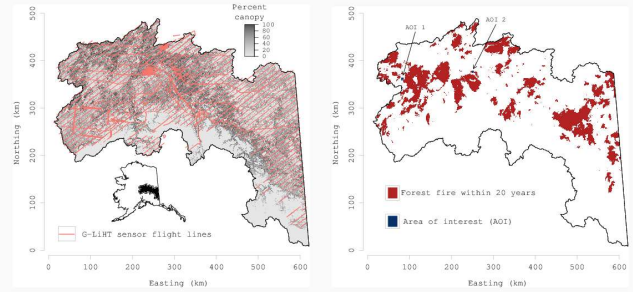 Percent
canopy
100
80
60
40
20
0
G-LiHT sensor flight lines
Northing (km)
0
100
200
300
400
500
Easting (km)
0
100
200
300
400
500
600
AOI 1
AOI 2
Forest fire within 20 years
Area of interest (AOI)
Northing (km)
0
100
200
300
400
500
Easting (km)
0
100
200
300
400
500
600